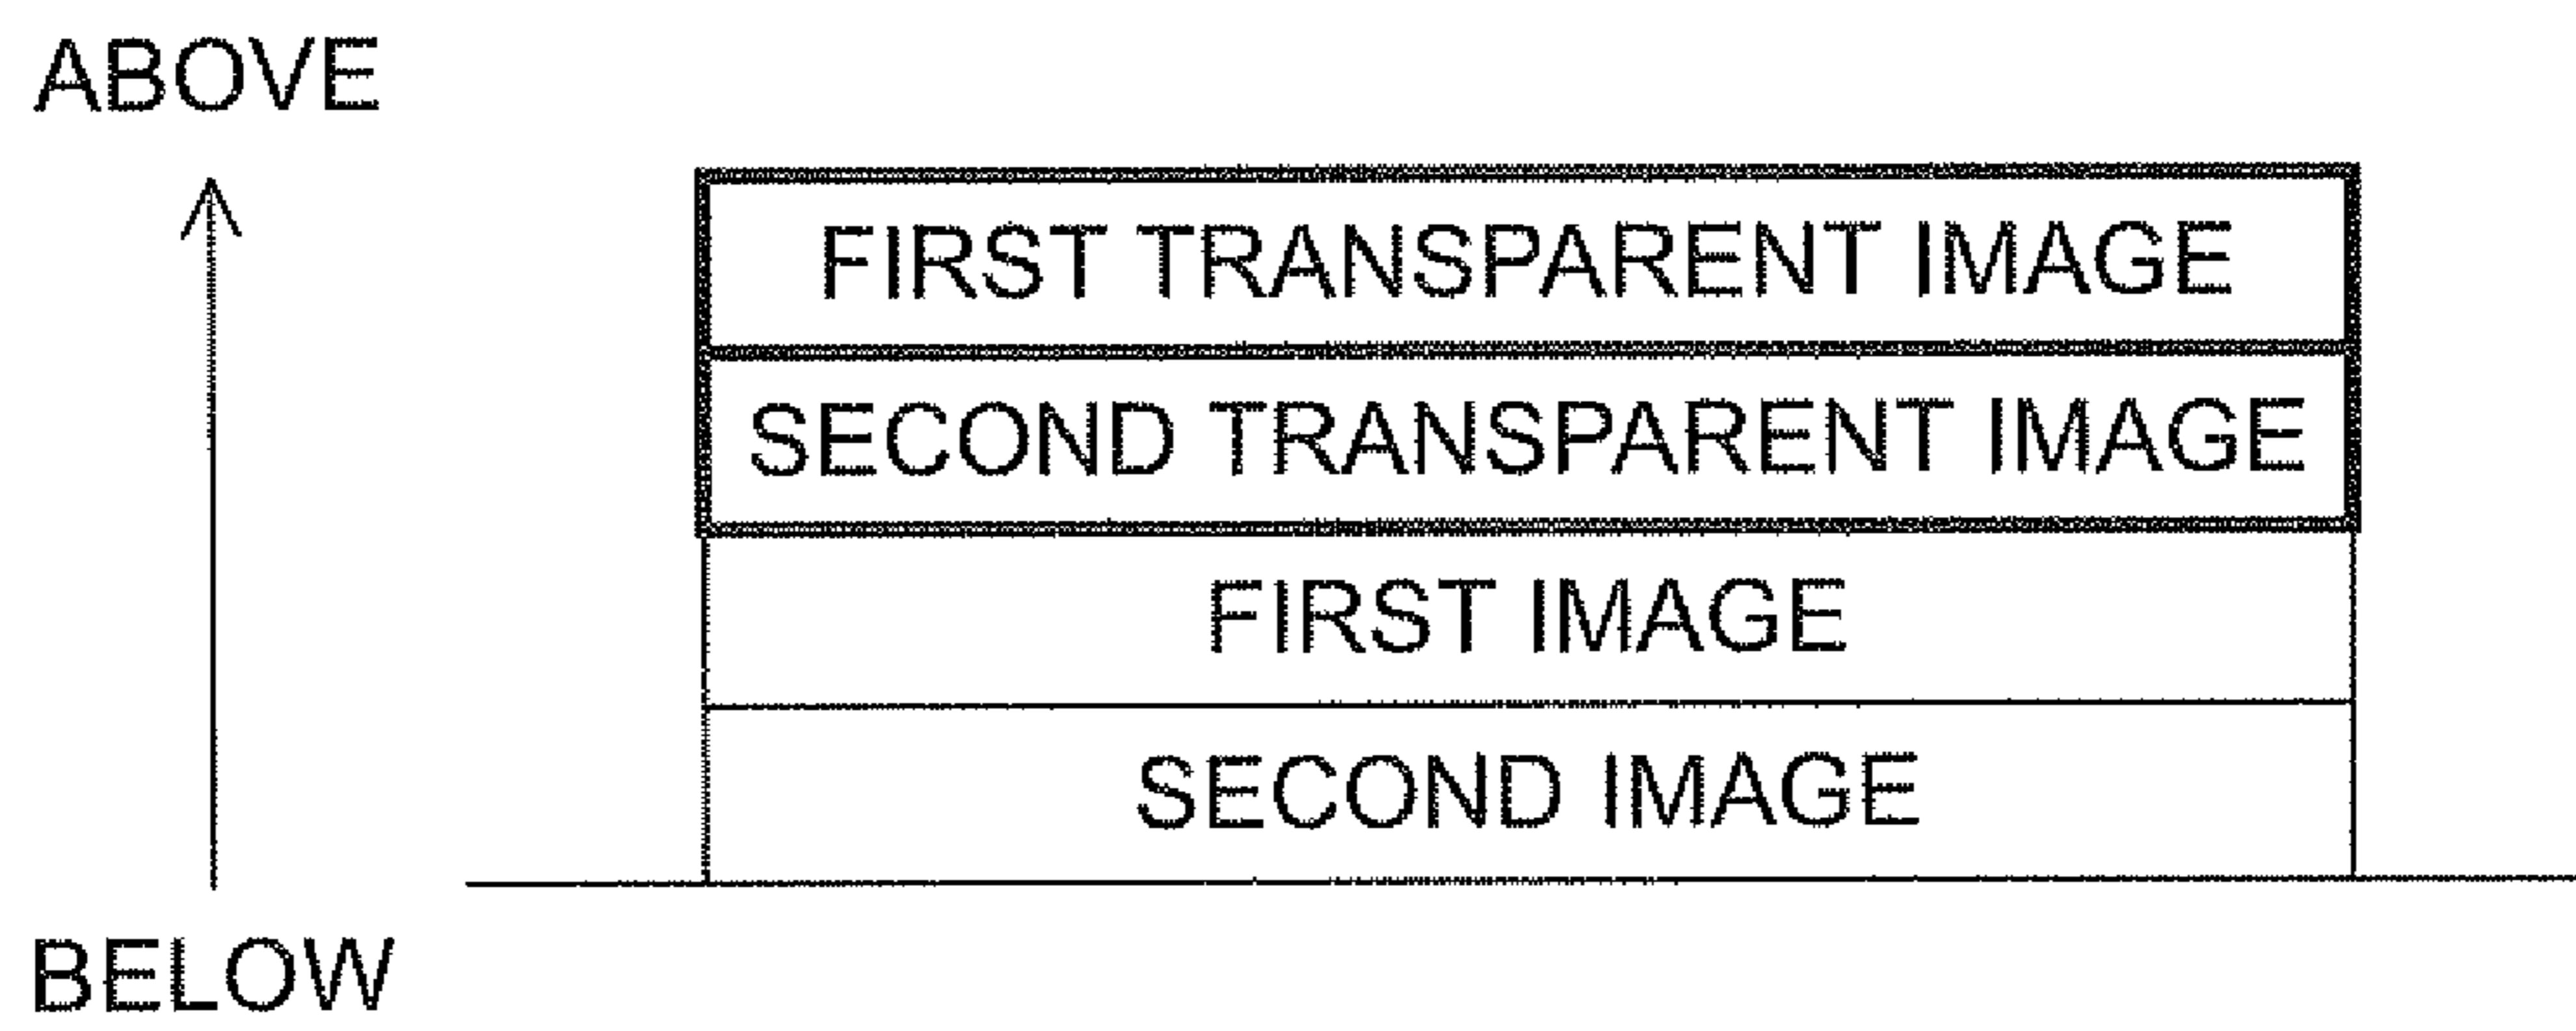 ABOVE
FIRST TRANSPARENT IMAGE
SECOND TRANSPARENT IMAGE
FIRST IMAGE
SECOND IMAGE
BELOW